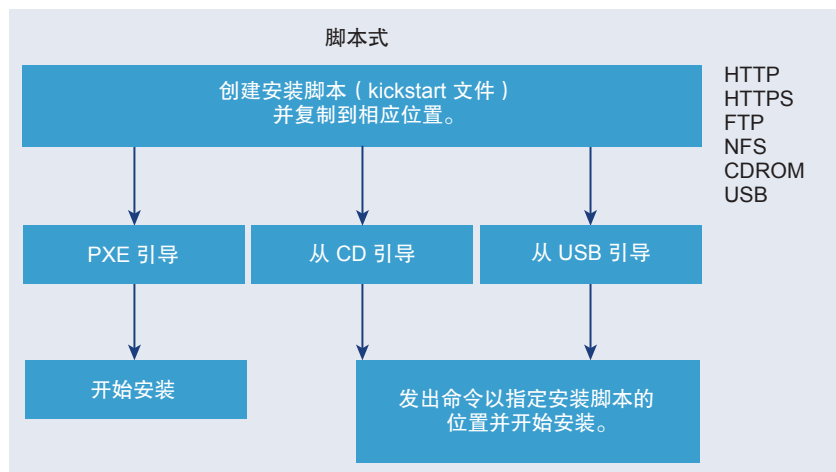 脚本式
创建安装脚本（kickstart 文件）
并复制到相应位置。
HTTP
HTTPS
FTP
NFS
CDROM
USB
PXE 引导
从 CD 引导
从 USB 引导
开始安装
发出命令以指定安装脚本的
位置并开始安装。